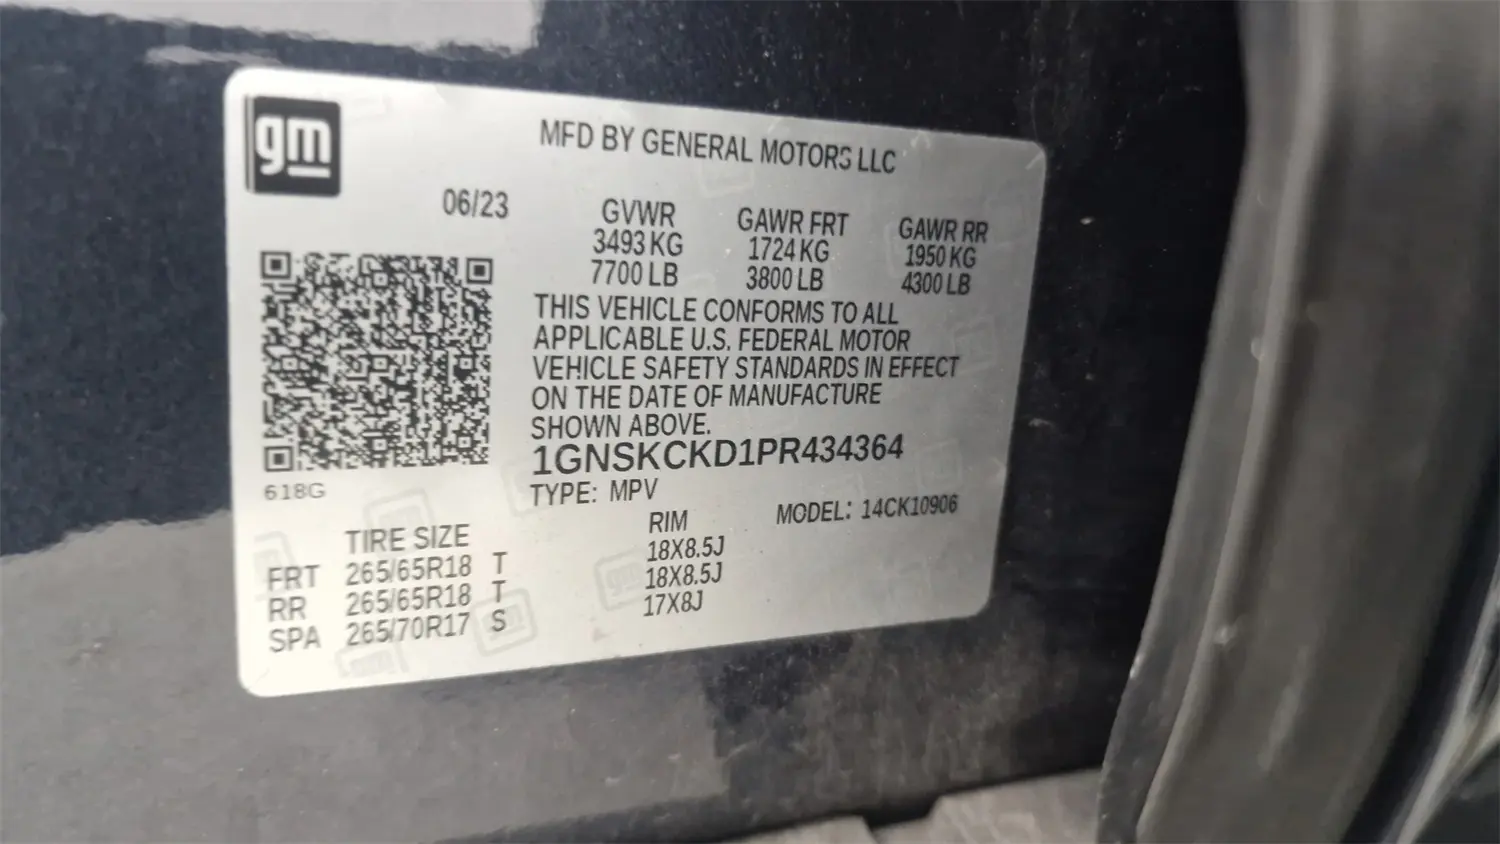 gm
MFD BY GENERAL MOTORS LLC
06/23
GVWR GAWR FRT GAWR RR
3493 KG 1724 KG 1950 KG
7700 LB 3800 LB 4300 LB
THIS VEHICLE CONFORMS TO ALL
APPLICABLE U.S. FEDERAL MOTOR
VEHICLE SAFETY STANDARDS IN EFFECT
ON THE DATE OF MANUFACTURE
SHOWN ABOVE.
1GNSKCKD1PR434364
TYPE: MPV
MODEL: 14CK10906
618G
TIRE SIZE RIM
FRT 265/65R18 T 18X8.5J
RR 265/65R18 T 18X8.5J
SPA 265/70R17 S 17X8J